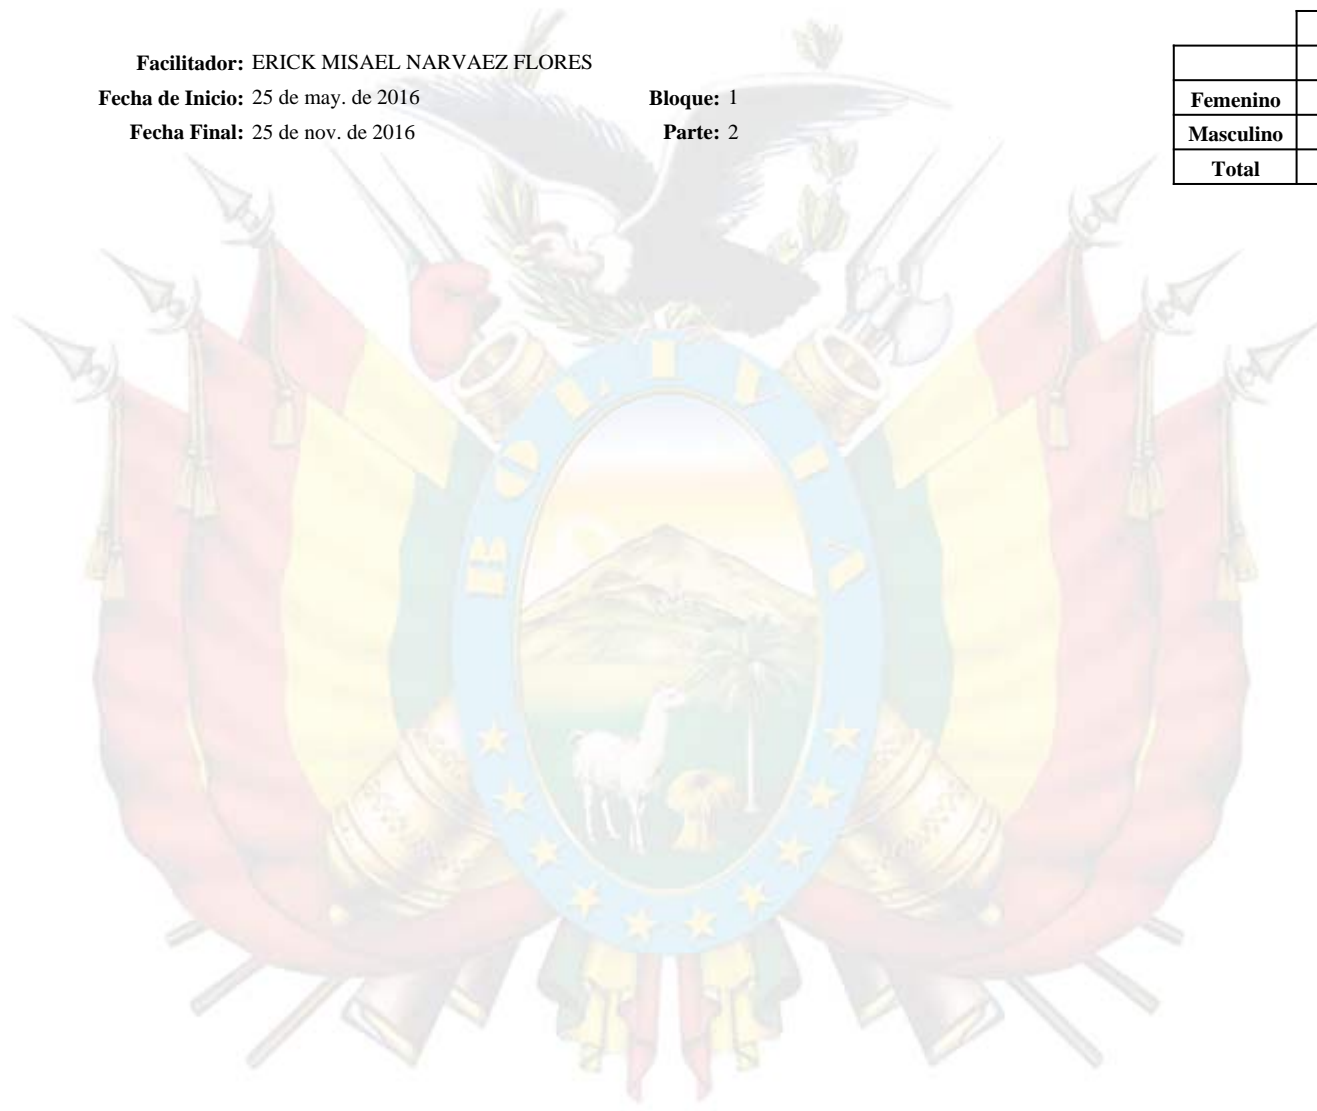 Facilitador: ERICK MISAEL NARVAEZ FLORES
Fecha de Inicio: 25 de may. de 2016 Bloque: 1
Fecha Final: 25 de nov. de 2016 Parte: 2
Femenino
Masculino
Total
BOLIVIA